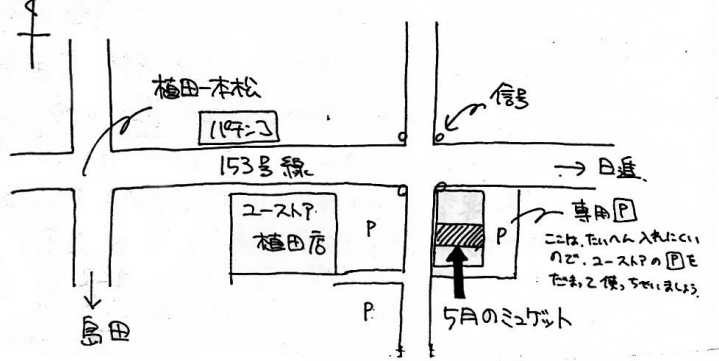 植田一本松
パチンコ
信号
153号線
→日進
ユーストア
植田店
P
P
P
専用P
ここは、たいへん入れにくい
ので、ユーストアのPを
だまって使っちゃいましょう。
5月のミュゲット
島田